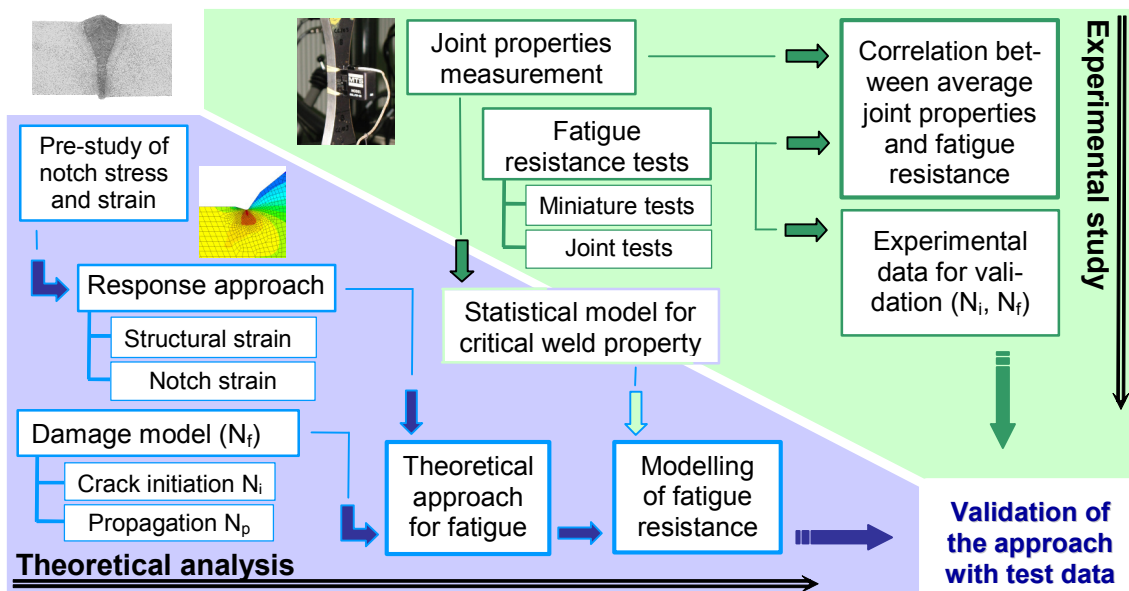 Joint properties
measurement
Correlation bet-
ween average
joint properties
and fatigue
resistance
Experimental study
MTS
Fatigue
resistance tests
Miniature tests
Joint tests
Experimental
data for vali-
dation (Ni, Nf)
Pre-study of
notch stress
and strain
Response approach
Structural strain
Notch strain
Statistical model for
critical weld property
Damage model (Nf)
Crack initiation Ni
Propagation Np
Theoretical
approach
for fatigue
Modelling
of fatigue
resistance
Validation of
the approach
with test data
Theoretical analysis